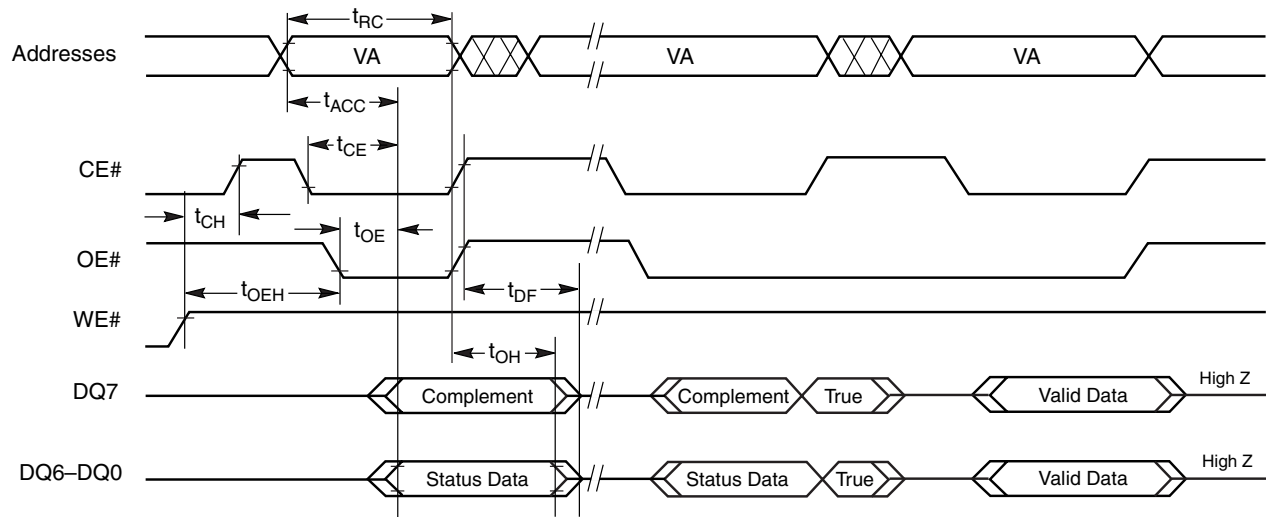 tRC
Addresses VA VA VA
tACC
tCE
CE#
tCH tOE
OE#
tOEH tDF
WE#
tOH
DQ7 Complement Complement True Valid Data High Z
DQ6–DQ0 Status Data Status Data True Valid Data High Z